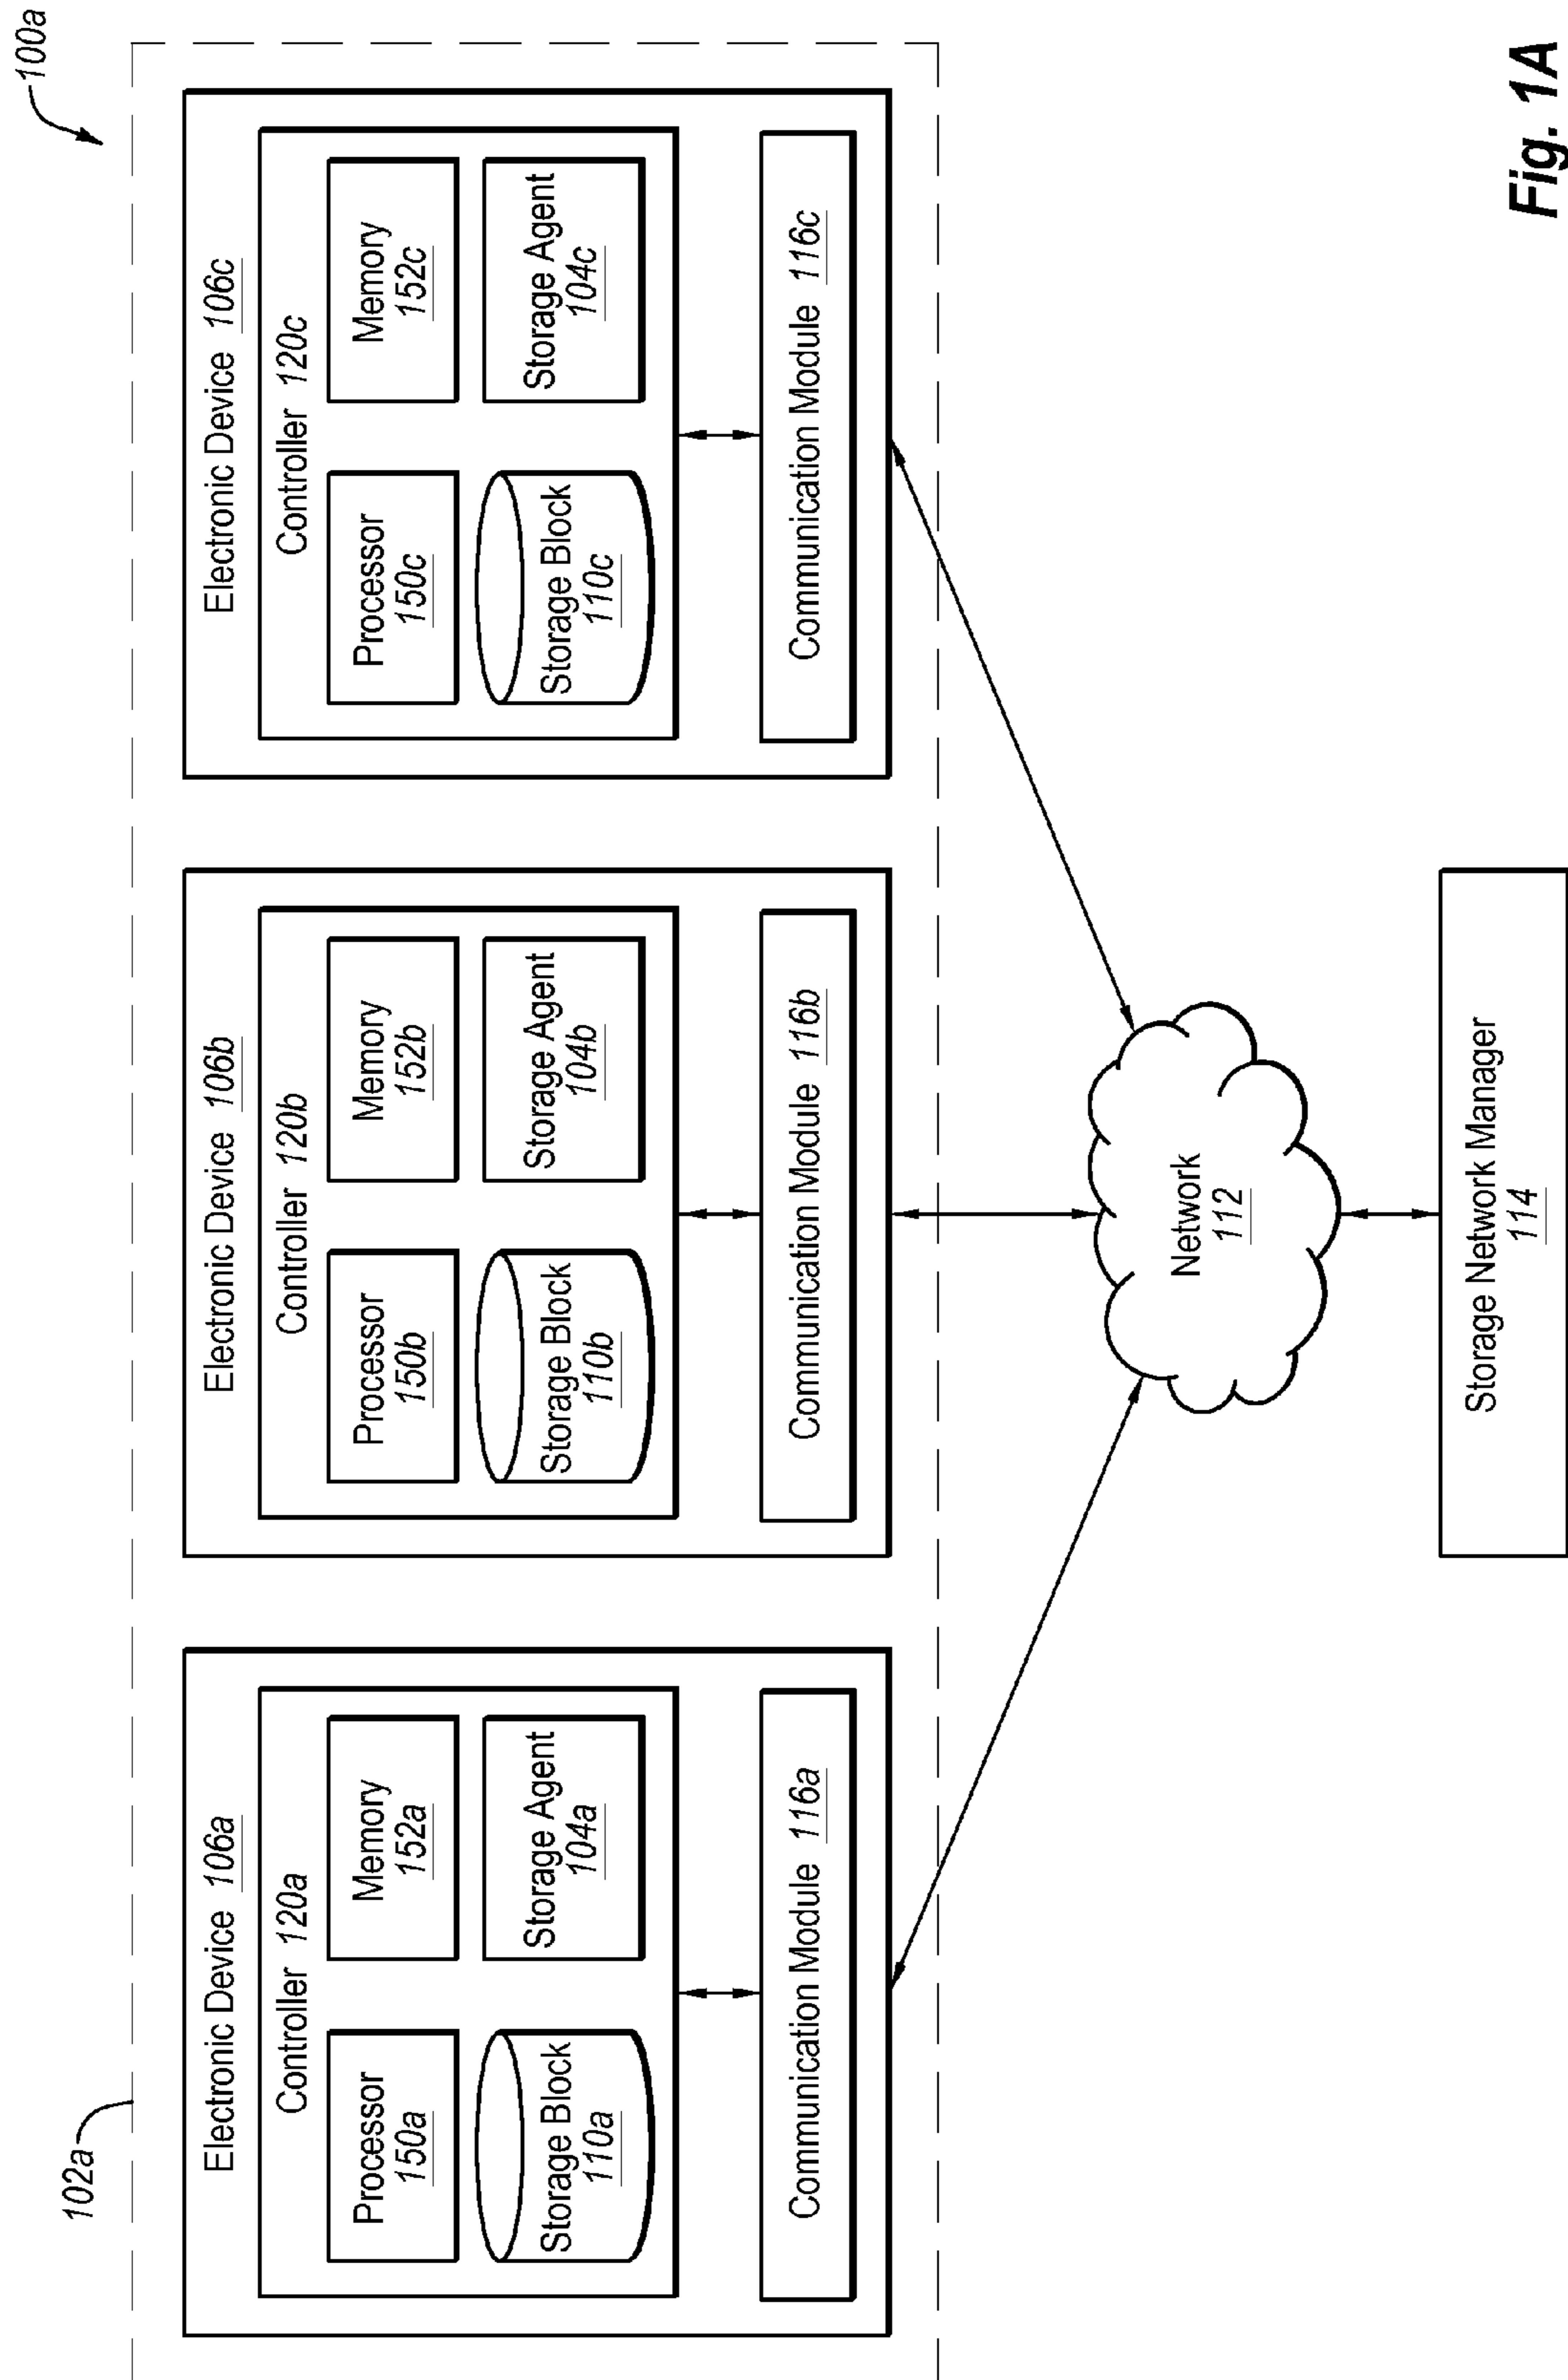 100a
102a
Electronic Device 106a
Controller 120a
Processor
150a
Memory
152a
Storage Block
110a
Storage Agent
104a
Communication Module 116a
Electronic Device 106b
Controller 120b
Processor
150b
Memory
152b
Storage Block
110b
Storage Agent
104b
Communication Module 116b
Electronic Device 106c
Controller 120c
Processor
150c
Memory
152c
Storage Block
110c
Storage Agent
104c
Communication Module 116c
Network
112
Storage Network Manager
114
Fig. 1A